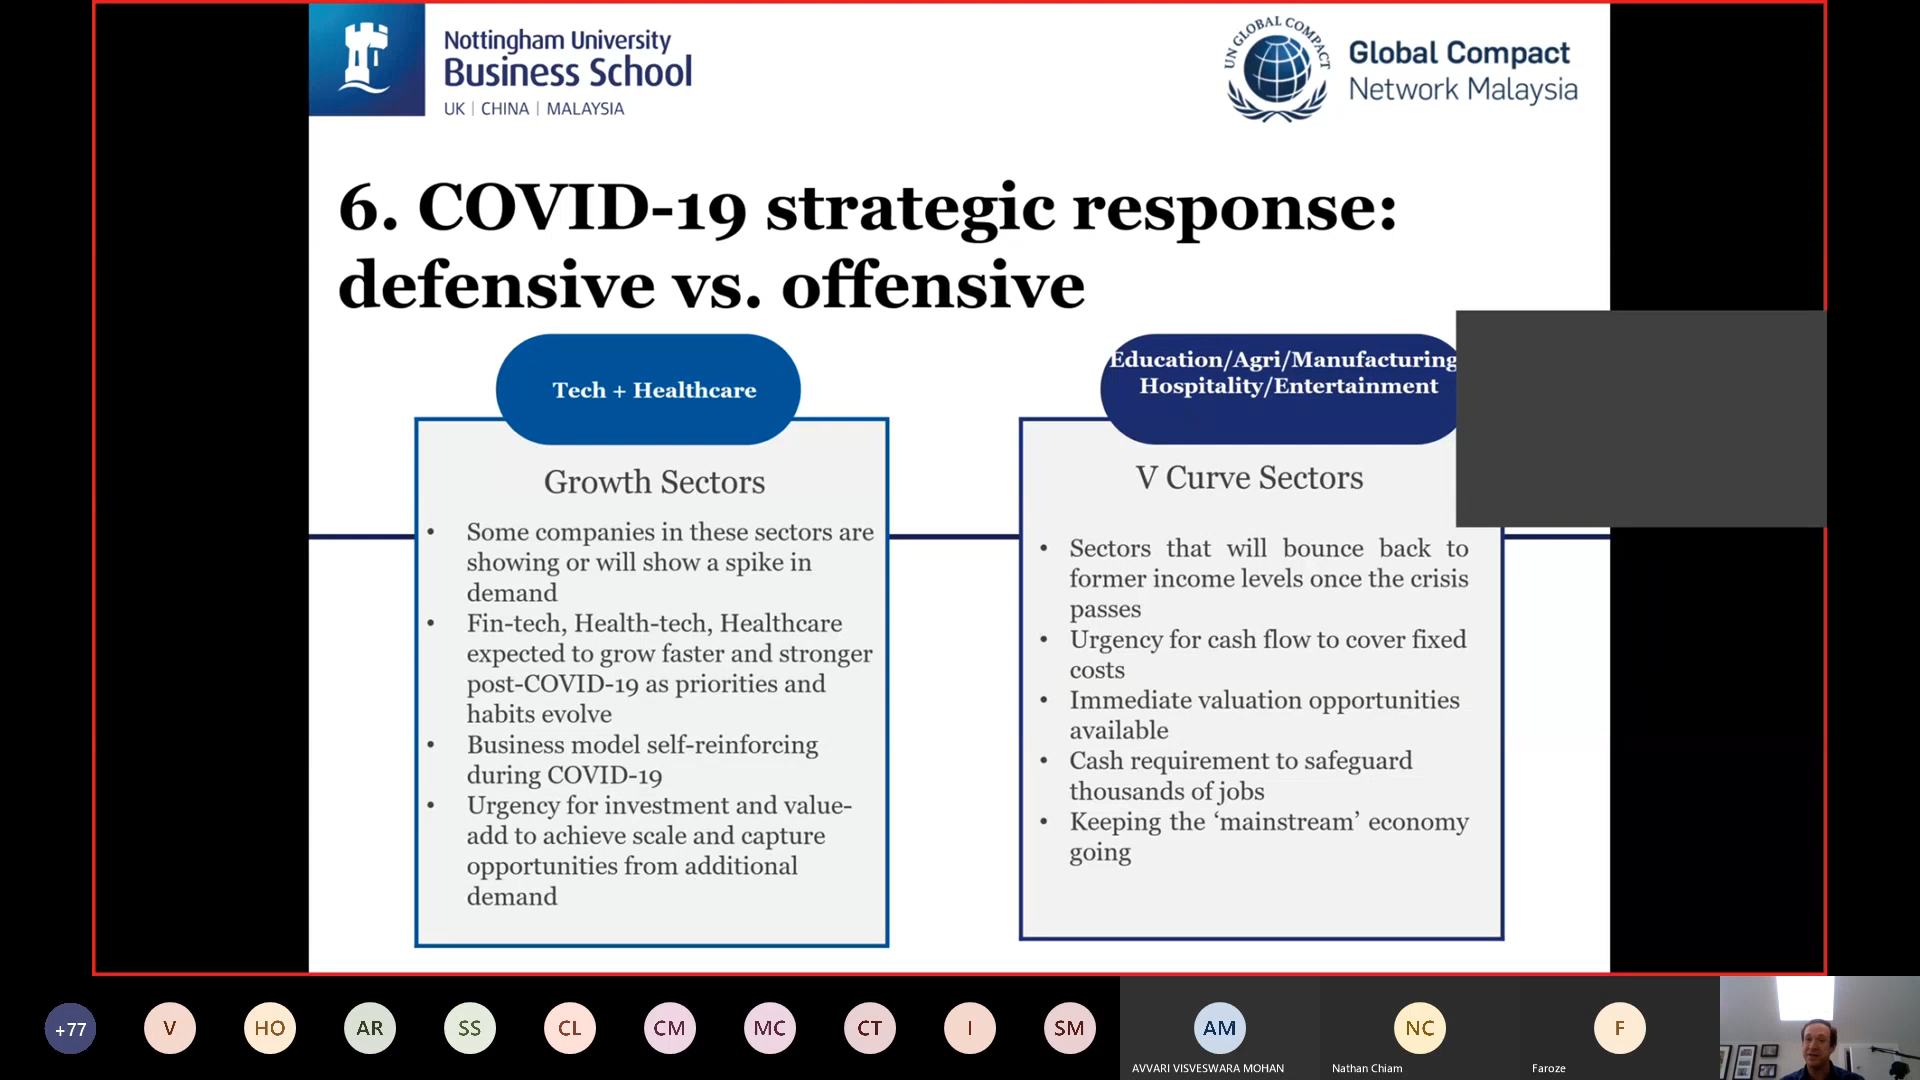 Nottingham University
Business School
UK | CHINA | MALAYSIA
UN GLOBAL COMPACT
Global Compact
Network Malaysia
6. COVID-19 strategic response:
defensive vs. offensive
Tech + Healthcare
Growth Sectors
• Some companies in these sectors are
showing or will show a spike in
demand
• Fin-tech, Health-tech, Healthcare
expected to grow faster and stronger
post-COVID-19 as priorities and
habits evolve
• Business model self-reinforcing
during COVID-19
• Urgency for investment and value-
add to achieve scale and capture
opportunities from additional
demand
Education/Agri/Manufacturing
Hospitality/Entertainment
V Curve Sectors
• Sectors that will bounce back to
former income levels once the crisis
passes
• Urgency for cash flow to cover fixed
costs
• Immediate valuation opportunities
available
• Cash requirement to safeguard
thousands of jobs
• Keeping the ‘mainstream’ economy
going
+77
V
HO
AR
SS
CL
CM
MC
CT
I
SM
AM
AVVARI VISVESWARA MOHAN
NC
Nathan Chiam
F
Faroze